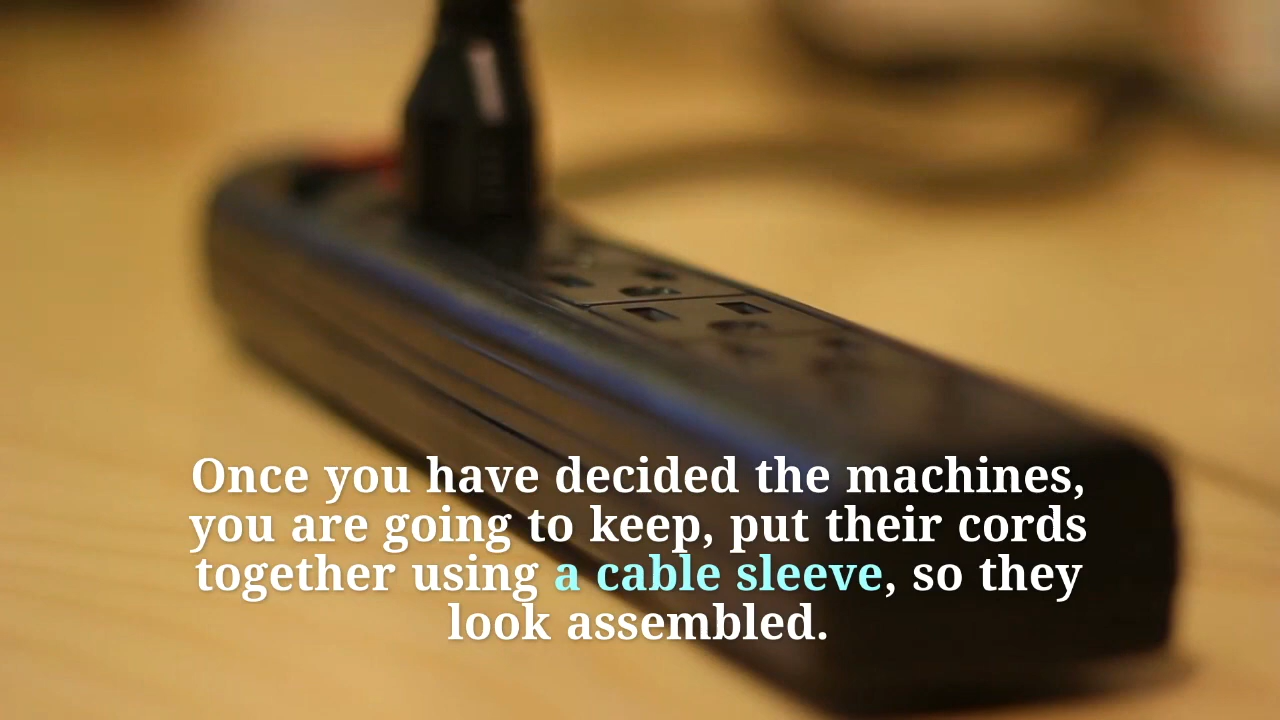 Once you have decided the machines,
you are going to keep, put their cords
together using a cable sleeve, so they
look assembled.